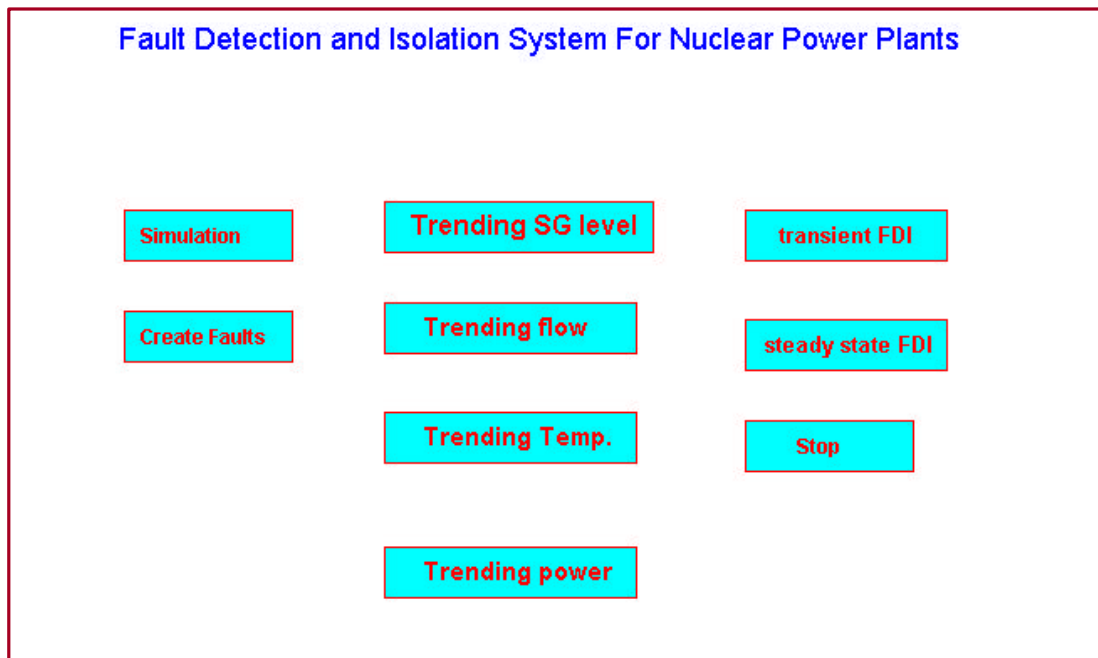 Fault Detection and Isolation System For Nuclear Power Plants
Simulation
Create Faults
Trending SG level
Trending flow
Trending Temp.
Trending power
transient FDI
steady state FDI
Stop